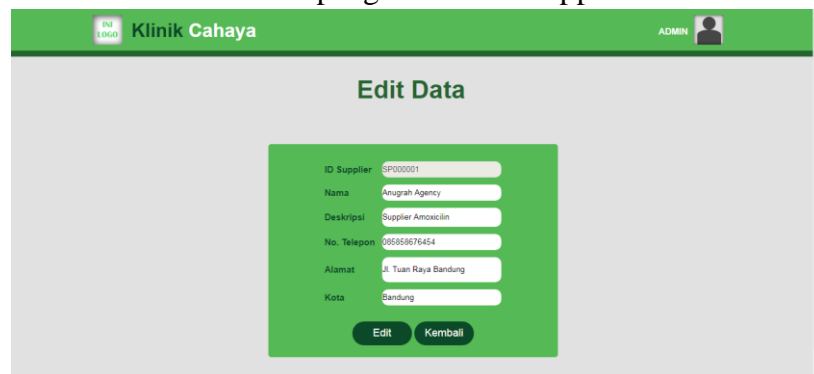 INI
LOGO
Klinik Cahaya
ADMIN
Edit Data
ID Supplier SP000001
Nama Anugrah Agency
Deskripsi Supplier Amoxicilin
No. Telepon 085858676454
Alamat Jl. Tuan Raya Bandung
Kota Bandung
Edit Kembali